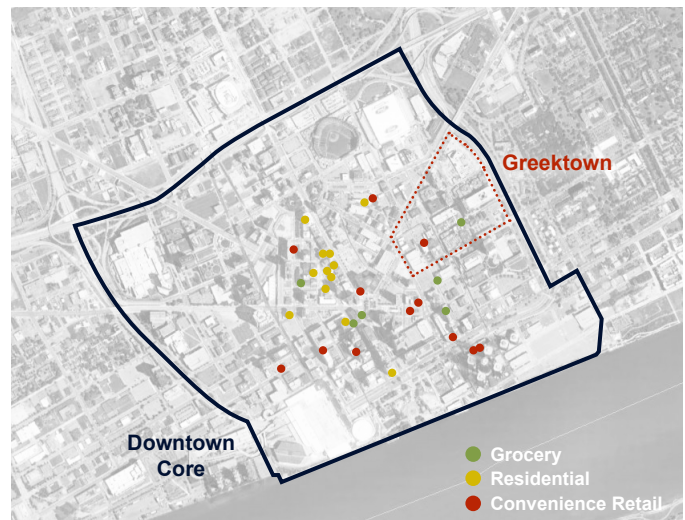 Greektown
Downtown
Core
Grocery
Residential
Convenience Retail